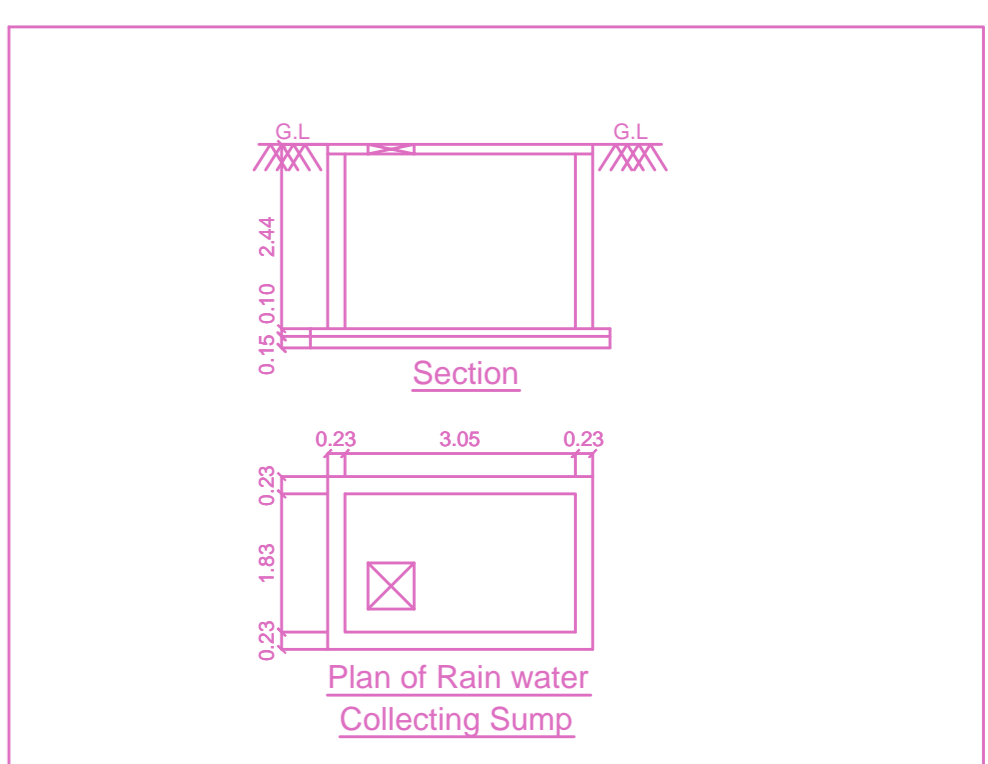 G.L G.L
2.44
0.10
0.15
Section
0.23 3.05 0.23
0.23
1.83
0.23
Plan of Rain water
Collecting Sump